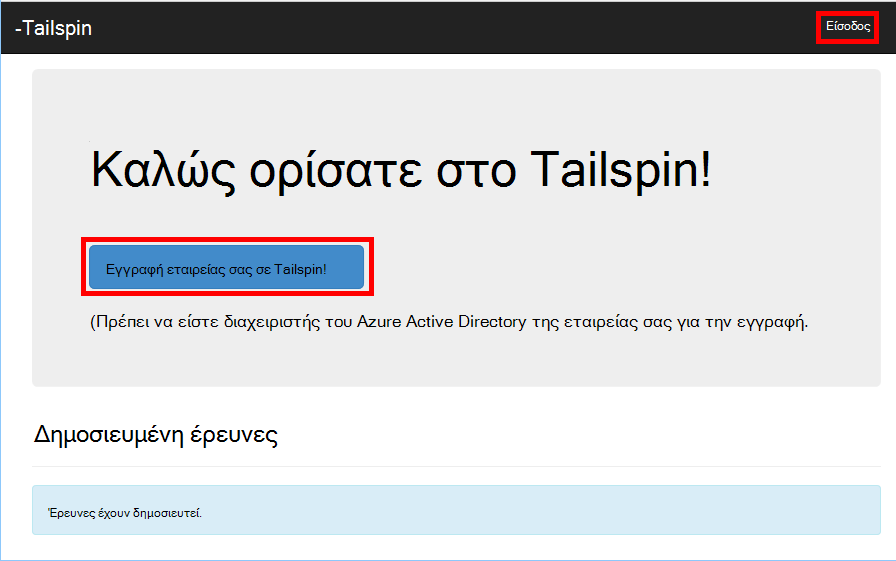 -Tailspin
Είσοδος
Καλώς ορίσατε στο Tailspin!
Εγγραφή εταιρείας σας σε Tailspin!
(Πρέπει να είστε διαχειριστής του Azure Active Directory της εταιρείας σας για την εγγραφή.
Δημοσιευμένη έρευνες
Έρευνες έχουν δημοσιευτεί.